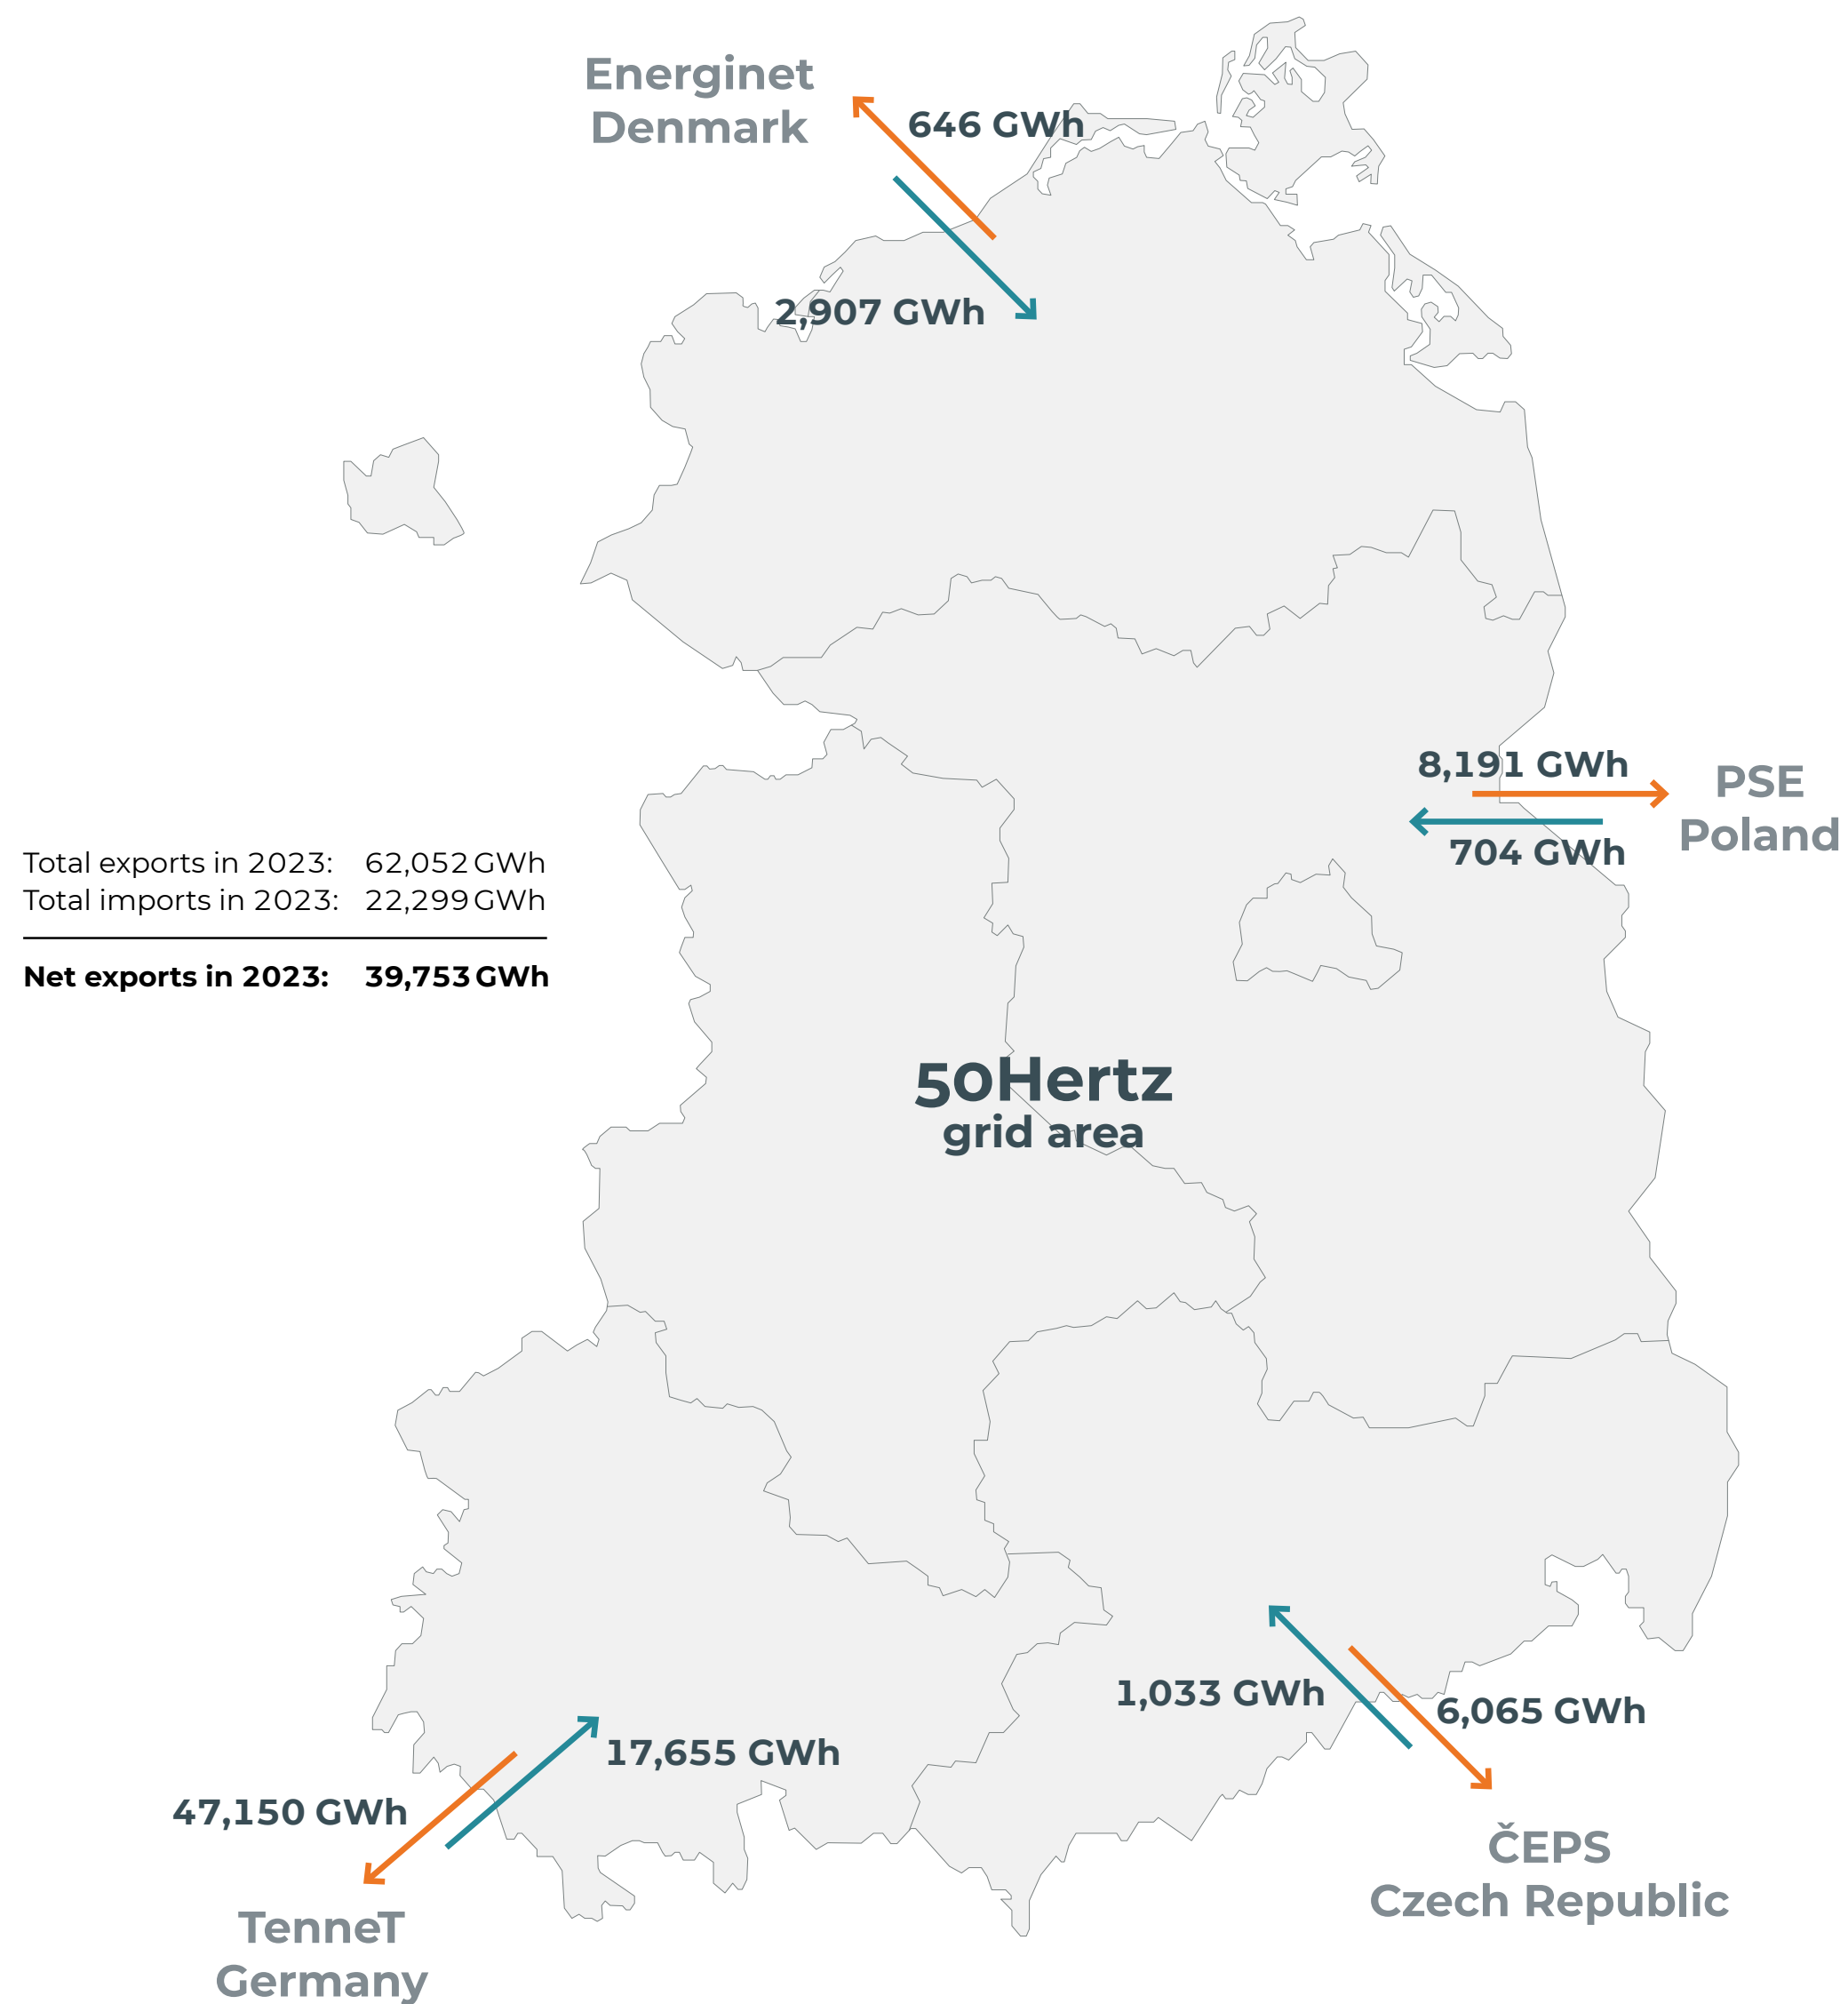 Energinet
Denmark
646 GWh
2,907 GWh
8,191 GWh
704 GWh
PSE
Poland
Total exports in 2023: 62,052 GWh
Total imports in 2023: 22,299 GWh
Net exports in 2023: 39,753 GWh
50Hertz
grid area
1,033 GWh
6,065 GWh
17,655 GWh
47,150 GWh
ČEPS
Czech Republic
TenneT
Germany